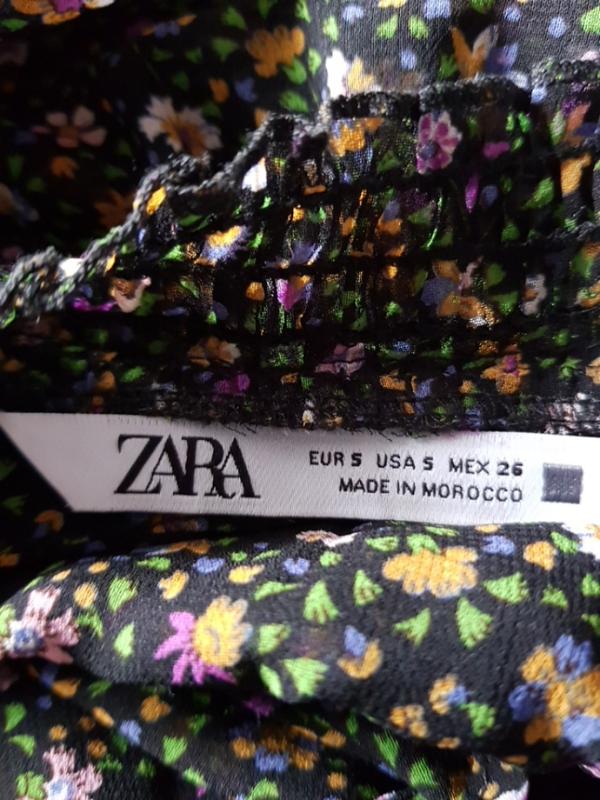 ZARA
EUR S USA S MEX 26
MADE IN MOROCCO